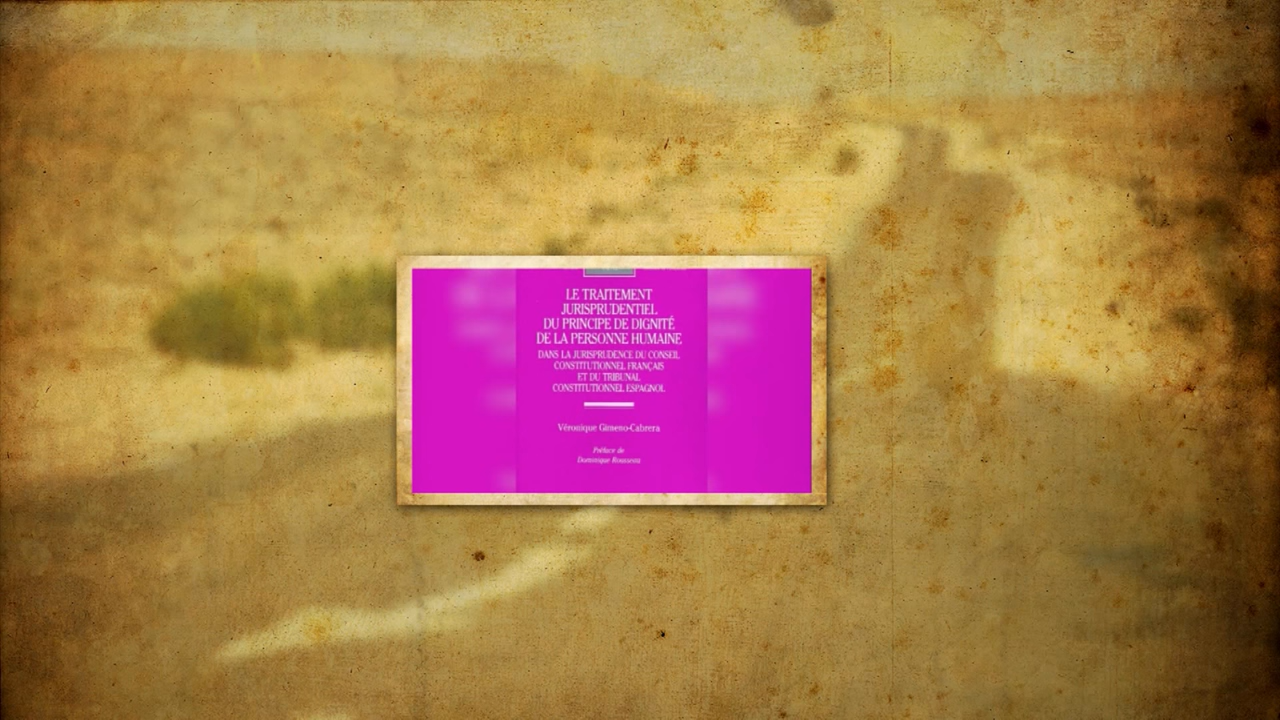 LE TRAITEMENT
JURISPRUDENTIEL
DU PRINCIPE DE DIGNITÉ
DE LA PERSONNE HUMAINE
DANS LA JURISPRUDENCE DU CONSEIL
CONSTITUTIONNEL FRANÇAIS
ET DU TRIBUNAL
CONSTITUTIONNEL ESPAGNOL
Véronique Gimeno-Cabrera
Préface de
Dominique Rousseau